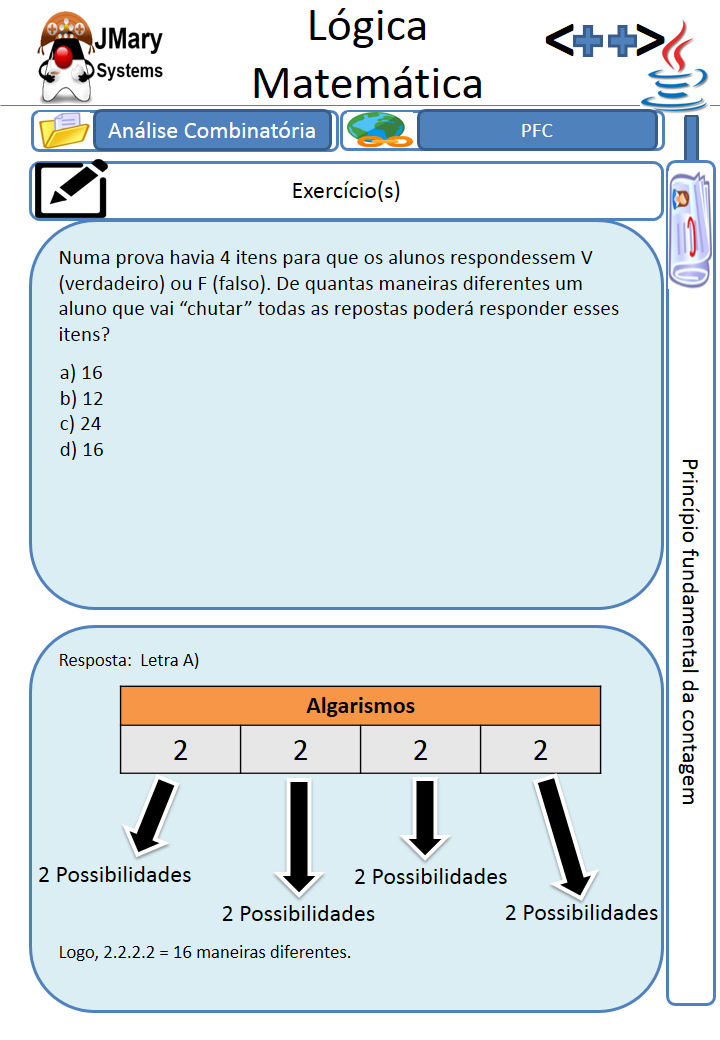 JMary
Systems
Lógica
Matemática
<++>
Análise Combinatória
PFC
Exercício(s)
Numa prova havia 4 itens para que os alunos respondessem V
(verdadeiro) ou F (falso). De quantas maneiras diferentes um
aluno que vai “chutar” todas as repostas poderá responder esses
itens?
a) 16
b) 12
c) 24
d) 16
Princípio fundamental da contagem
Resposta: Letra A)
Algarismos
2 2 2 2
2 Possibilidades
2 Possibilidades
2 Possibilidades
2 Possibilidades
Logo, 2.2.2.2 = 16 maneiras diferentes.